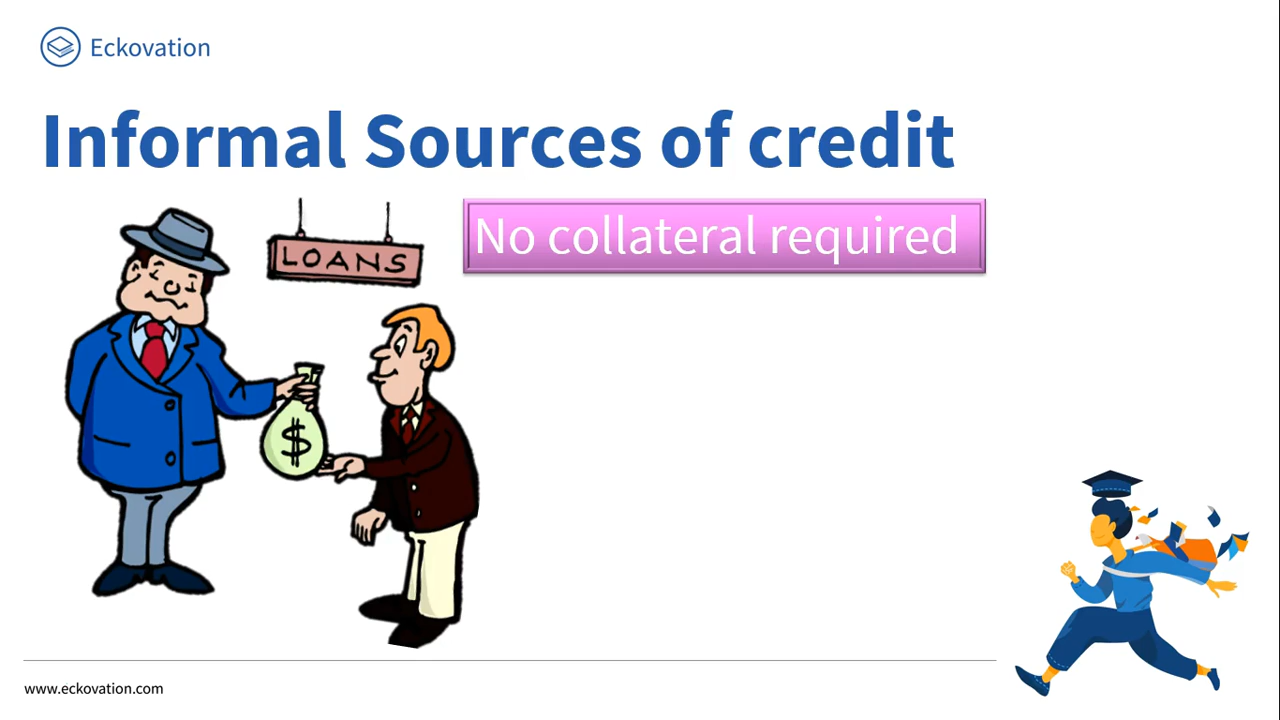 Eckovation
Informal Sources of credit
LOANS
No collateral required
$
www.eckovation.com